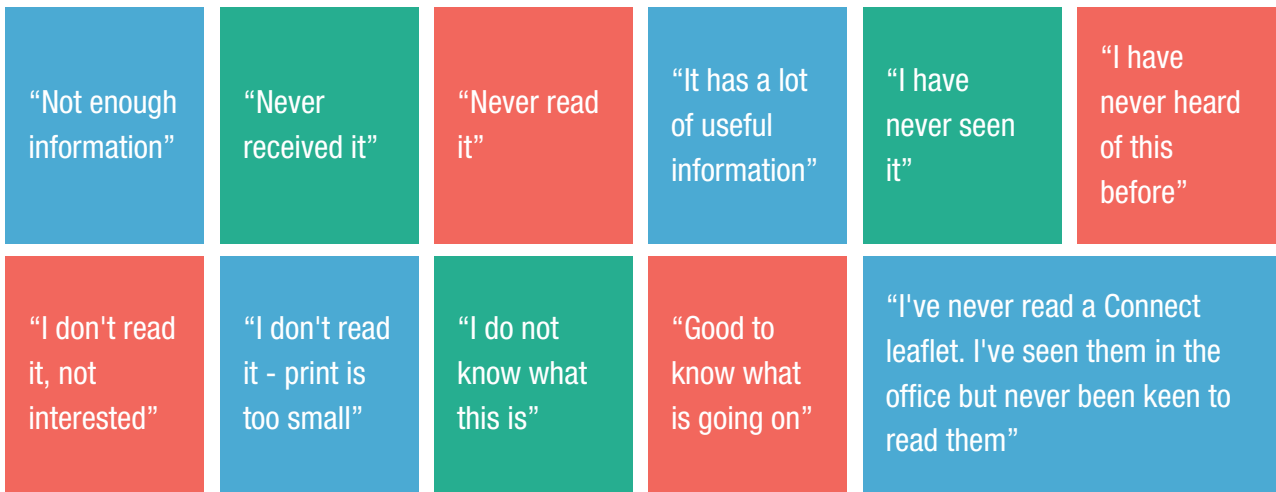 “Not enough
information”
“Never
received it”
“Never read
it”
“It has a lot
of useful
information”
“I have
never seen
it”
“I have
never heard
of this
before”
“I don't read
it, not
interested”
“I don't read
it - print is
too small”
“I do not
know what
this is”
“Good to
know what
is going on”
“I've never read a Connect
leaflet. I've seen them in the
office but never been keen to
read them”